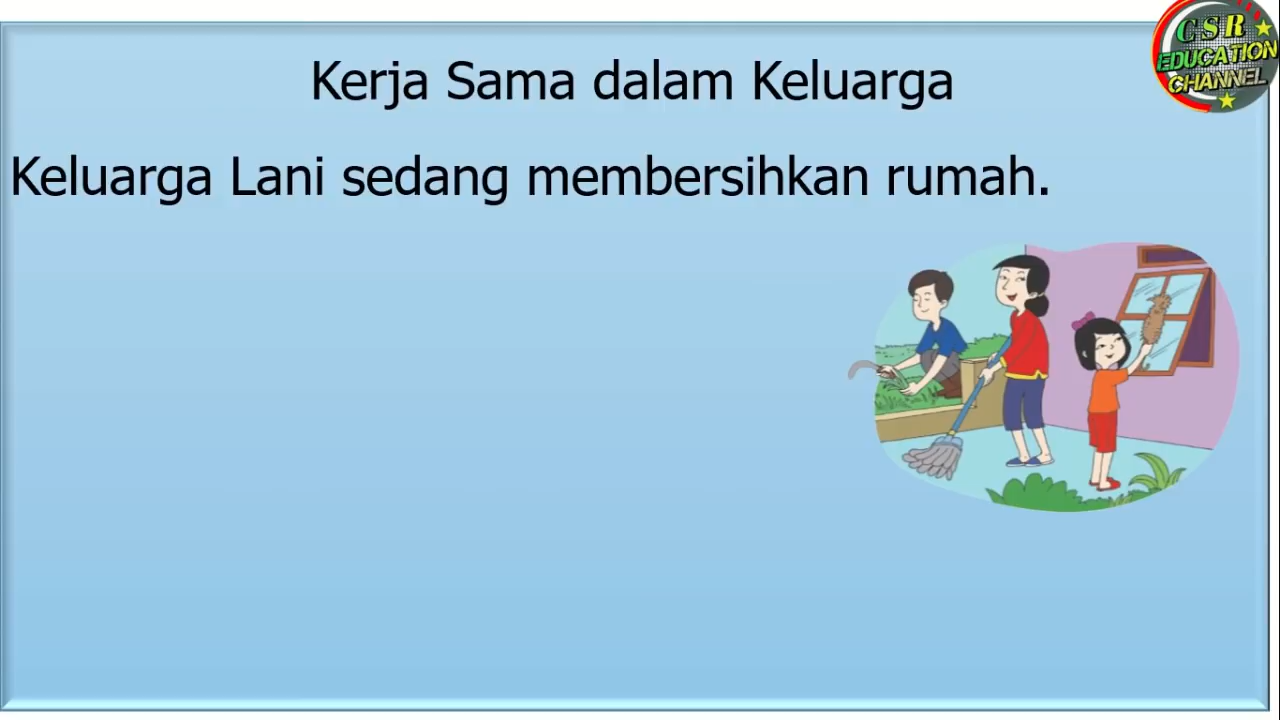 CSR
EDUCATION
CHANNEL
Kerja Sama dalam Keluarga
Keluarga Lani sedang membersihkan rumah.